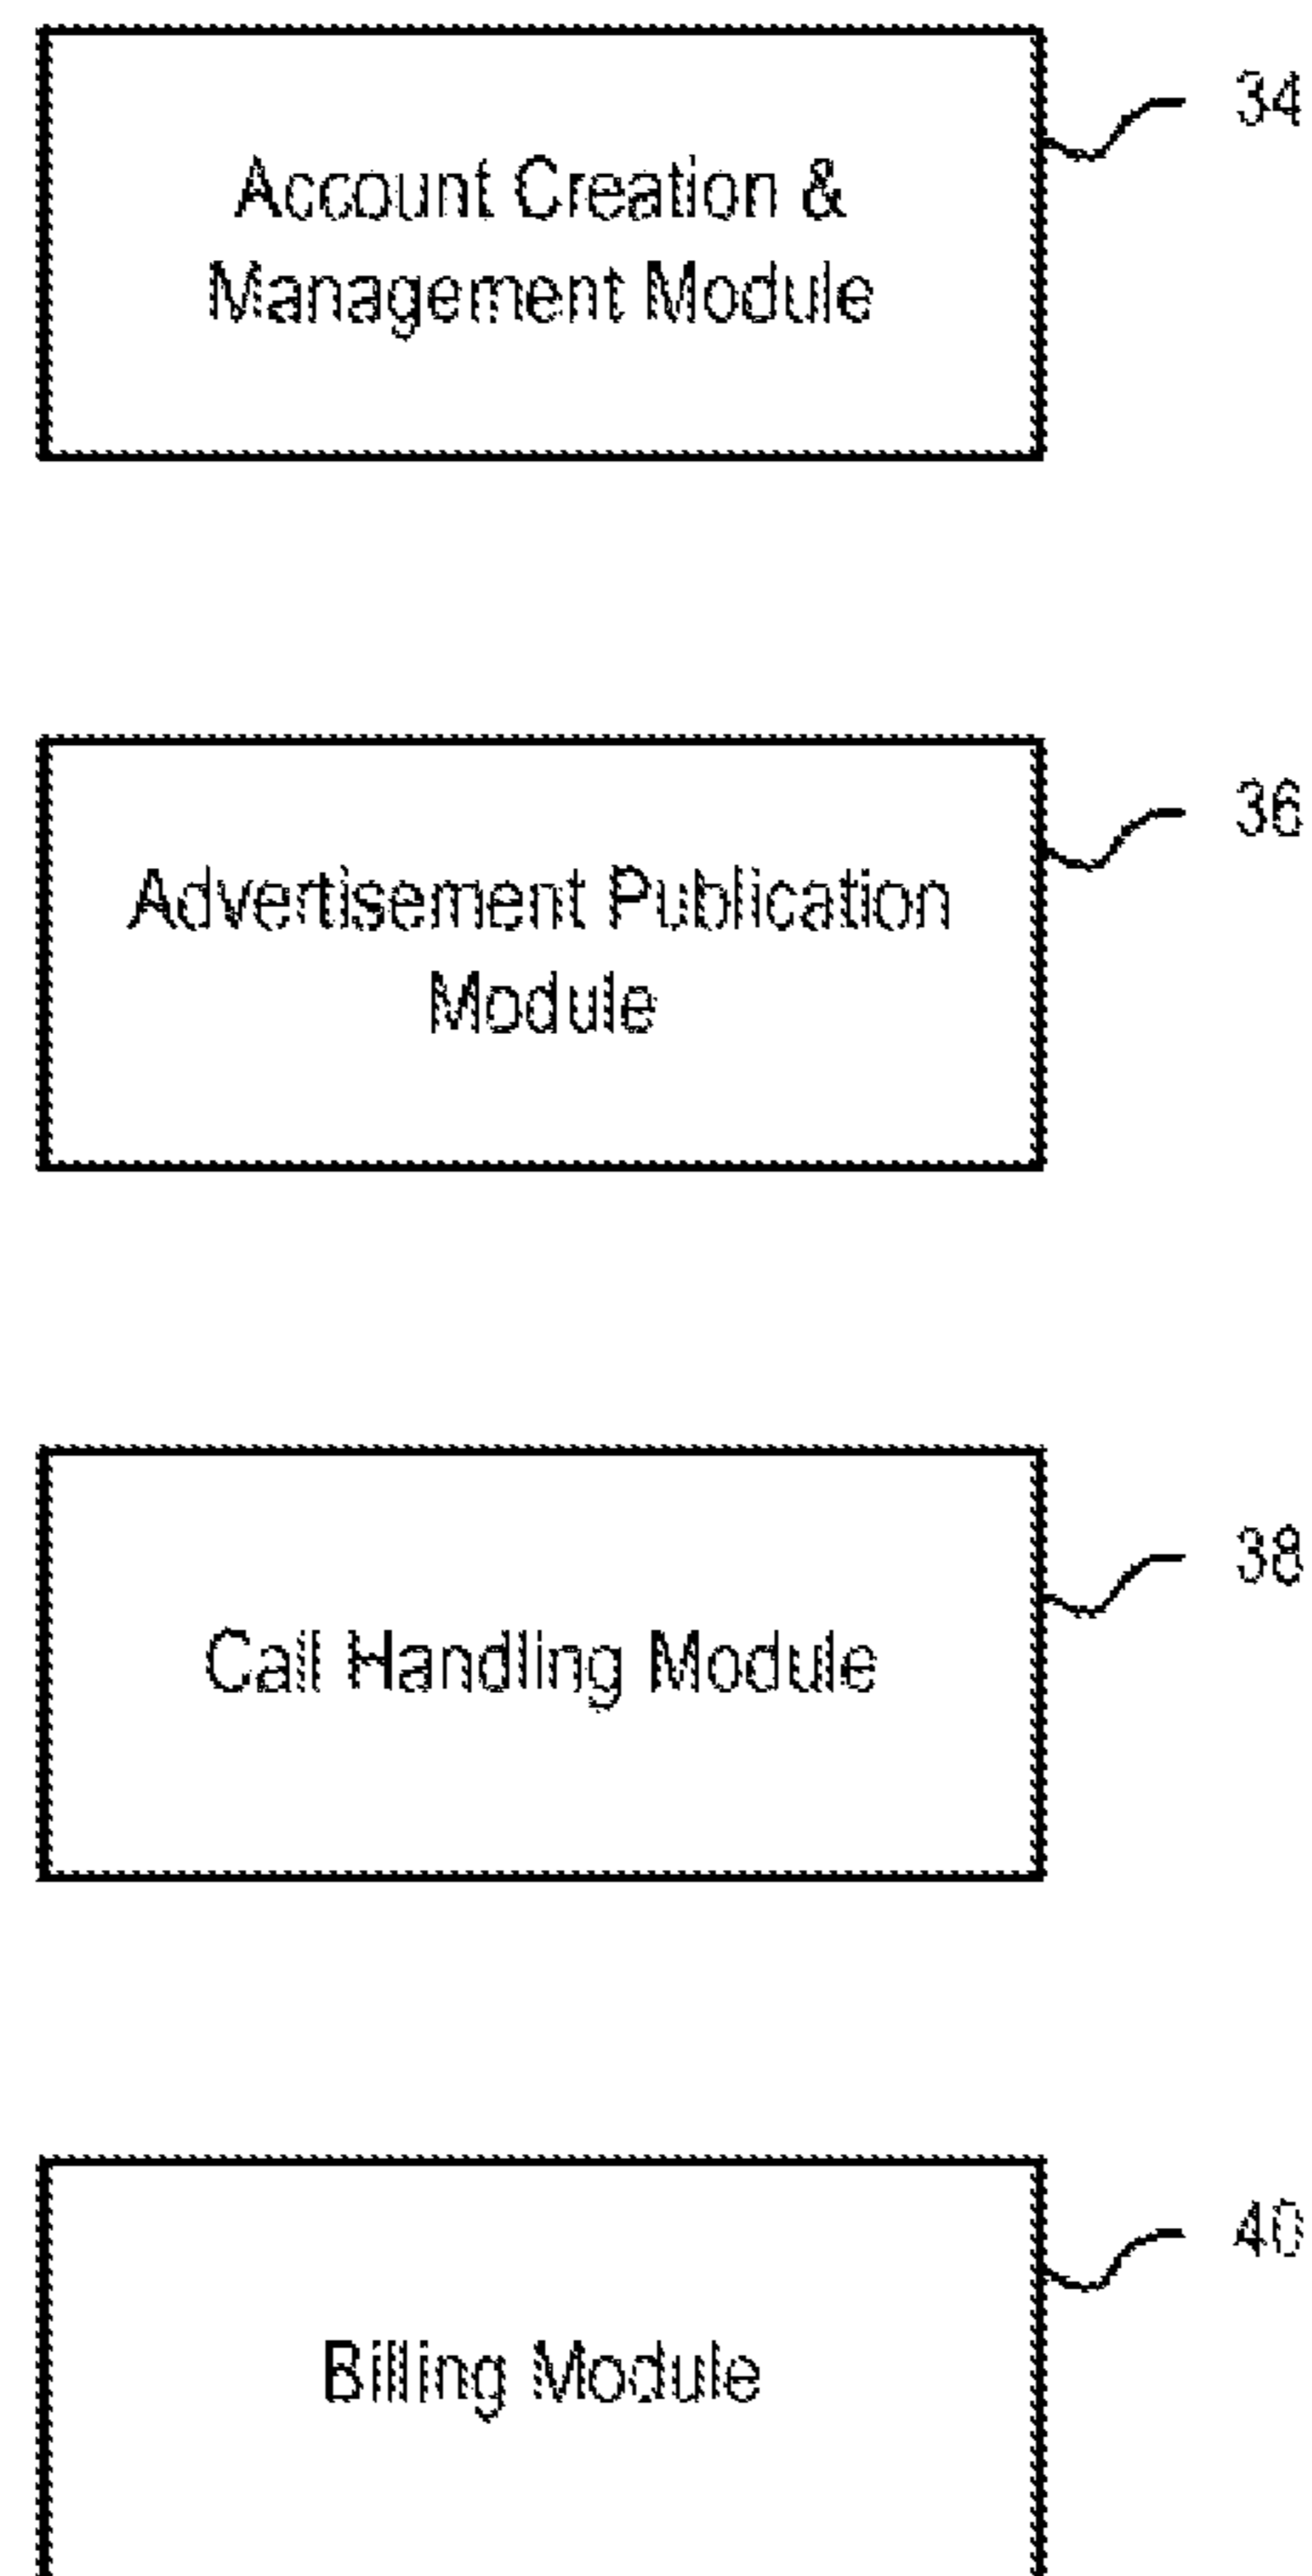 34
Account Creation &
Management Module
36
Advertisement Publication
Module
38
Call Handling Module
40
Billing Module